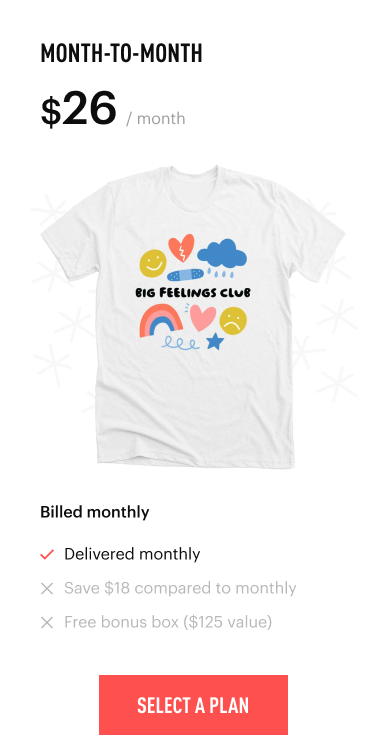 MONTH-TO-MONTH
$26 / month
BIG FEELINGS CLUB
Billed monthly
Delivered monthly
Save $18 compared to monthly
Free bonus box ($125 value)
SELECT A PLAN